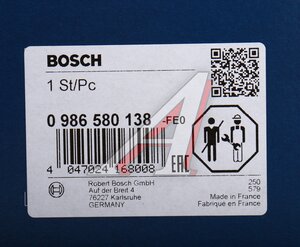 BOSCH
1 St/Pc
0 986 580 138 -FE0
4 047024 168008
EAC
Robert Bosch GmbH
Auf der Breit 4
76227 Karlsruhe
GERMANY
250
579
Made in France
Fabriqué en France